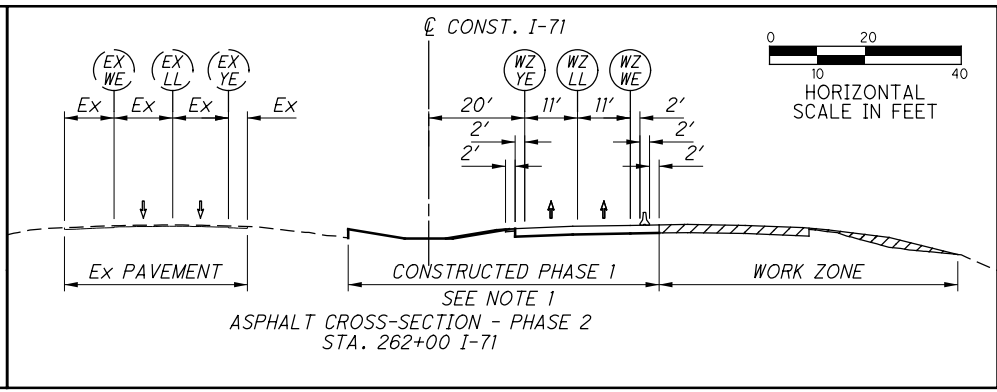 ℄ CONST. I-71
EX WE
EX LL
EX YE
WZ YE
WZ LL
WZ WE
0 20
10 40
HORIZONTAL
SCALE IN FEET
Ex Ex Ex Ex
20' 11' 11' 2'
2' 2'
2' 2'
Ex PAVEMENT
CONSTRUCTED PHASE 1
WORK ZONE
SEE NOTE 1
ASPHALT CROSS-SECTION - PHASE 2
STA. 262+00 I-71